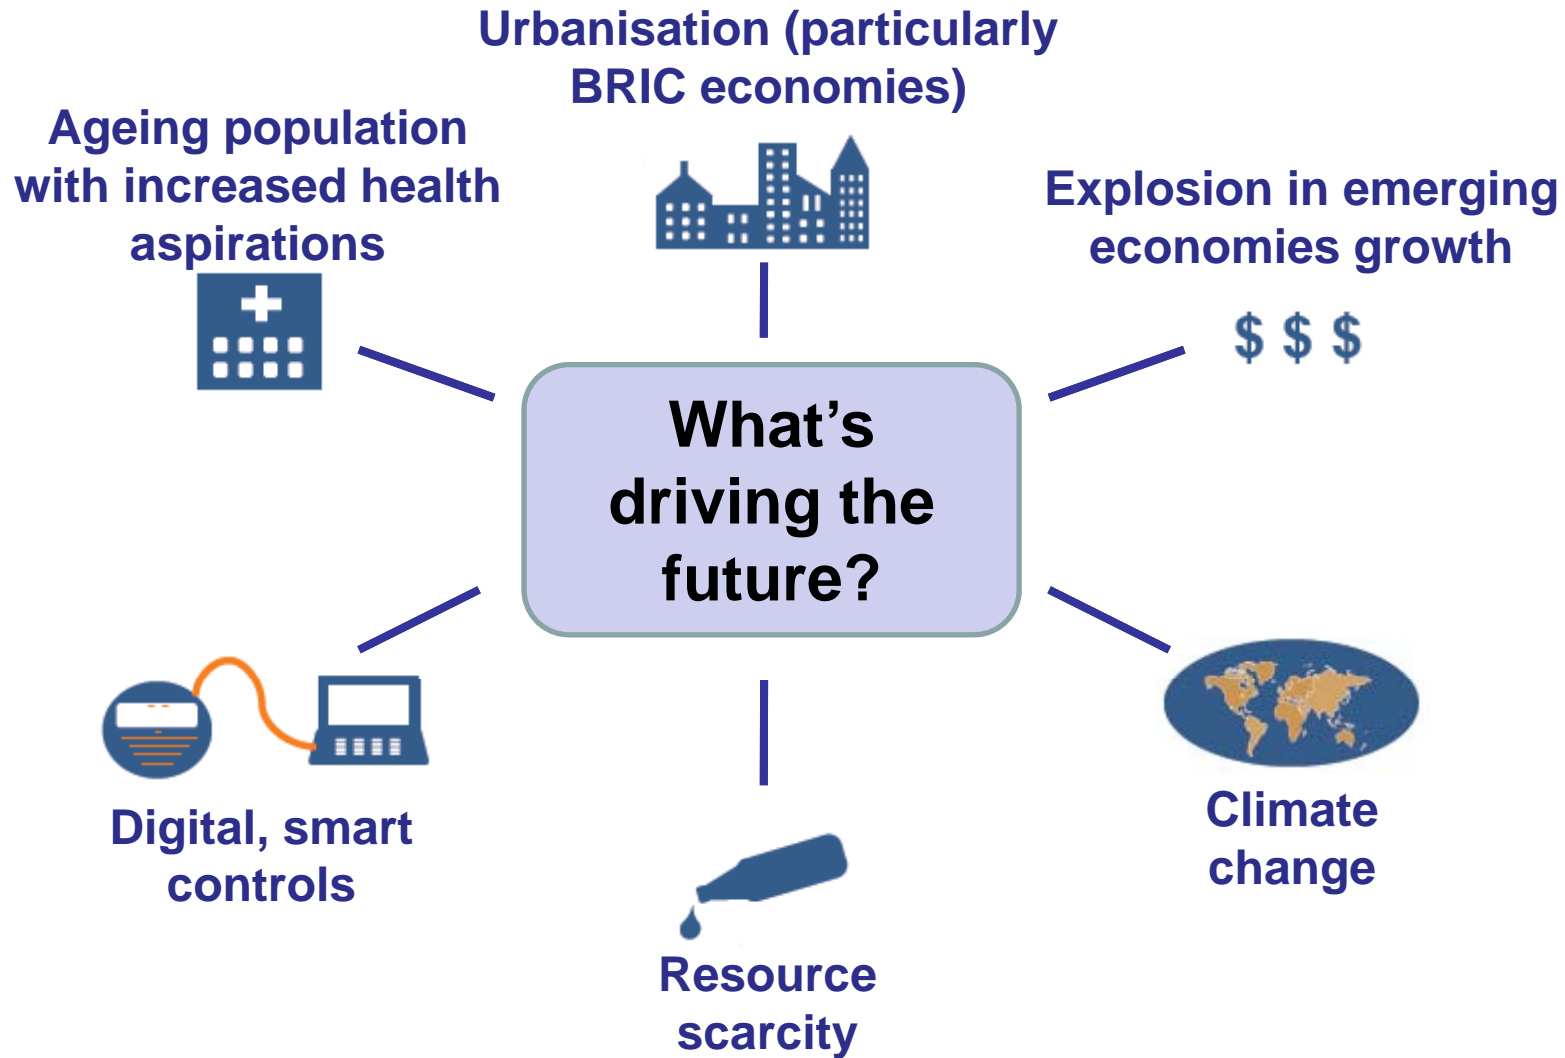 Urbanisation (particularly
BRIC economies)
Ageing population
with increased health
aspirations
Explosion in emerging
economies growth
$ $ $
What’s
driving the
future?
Digital, smart
controls
Climate
change
Resource
scarcity